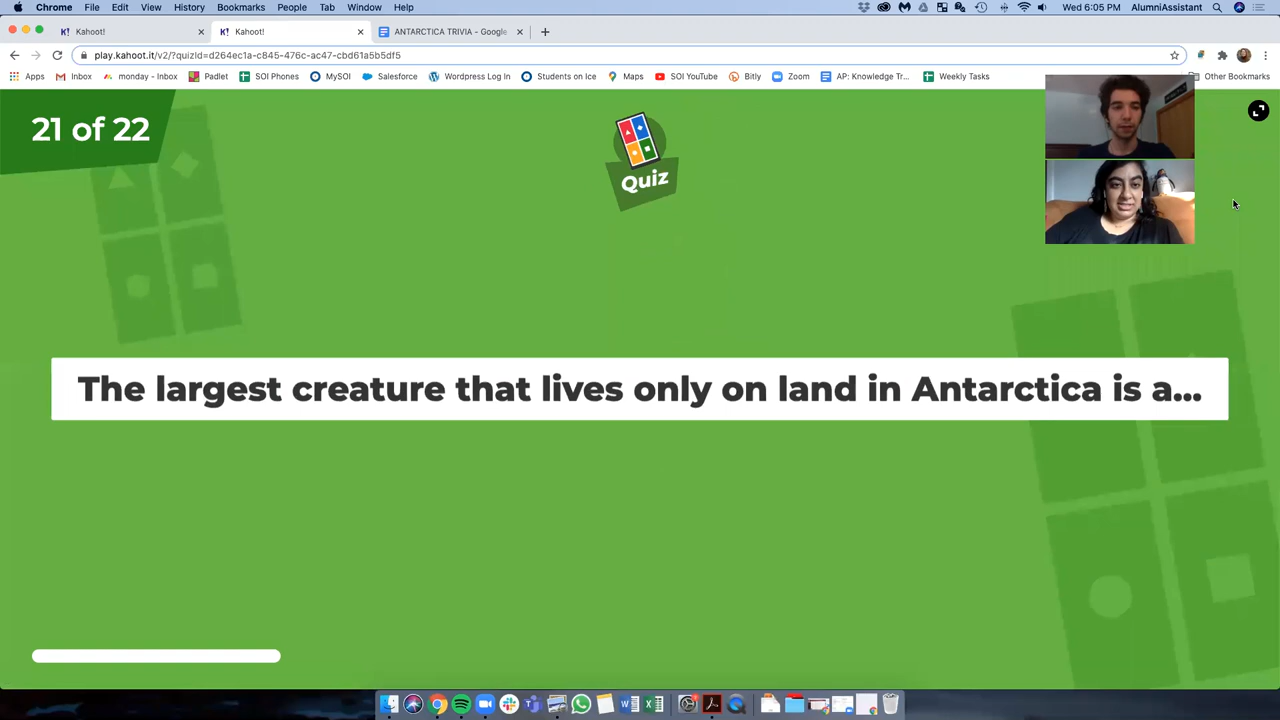 Chrome File Edit View History Bookmarks People Tab Window Help Wed 6:05 PM AlumniAssistant
Kahoot! Kahoot! ANTARCTICA TRIVIA - Google
play.kahoot.it/v2/?quizId=d264ec1a-c845-476c-ac47-cbd61a5b5df5
Apps Inbox monday - Inbox Padlet SOI Phones MySOI Salesforce Wordpress Log In Students on Ice Maps SOI YouTube Bitly Zoom AP: Knowledge Tr... Weekly Tasks Other Bookmarks
21 of 22
Quiz
The largest creature that lives only on land in Antarctica is a...